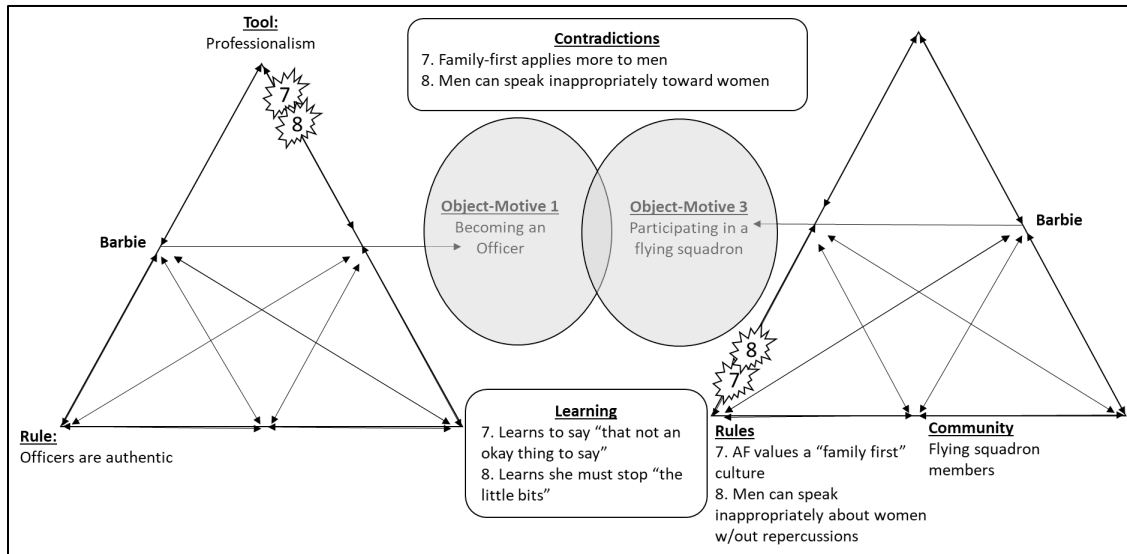 Tool:
Professionalism
7
8
Contradictions
7. Family-first applies more to men
8. Men can speak inappropriately toward women
Barbie
Object-Motive 1
Becoming an
Officer
Object-Motive 3
Participating in a
flying squadron
Barbie
8
7
Rule:
Officers are authentic
Learning
7. Learns to say “that not an
okay thing to say”
8. Learns she must stop “the
little bits”
Rules
7. AF values a “family first”
culture
8. Men can speak
inappropriately about women
w/out repercussions
Community
Flying squadron
members